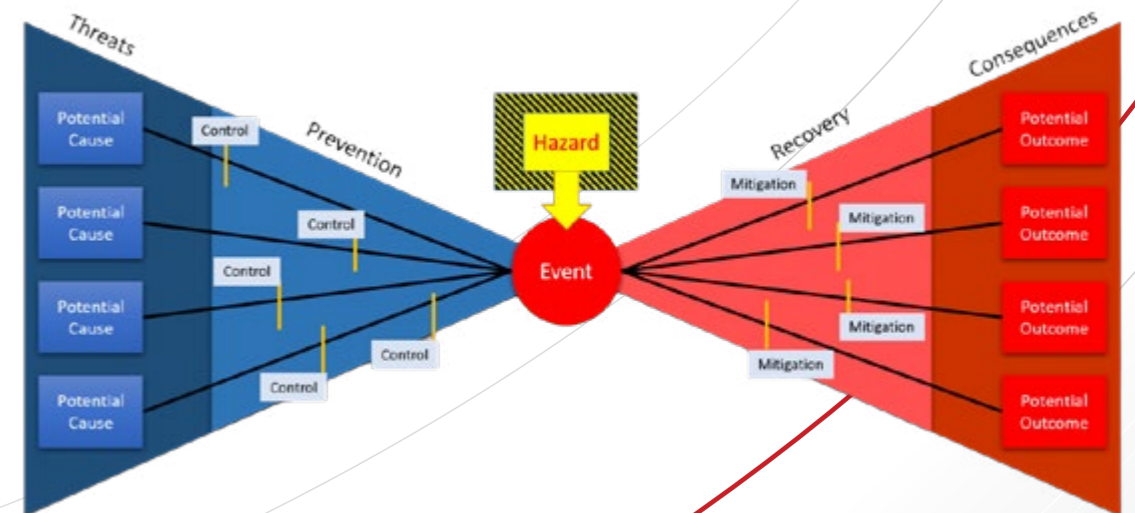 Threats
Consequences
Potential
Cause
Potential
Cause
Potential
Cause
Potential
Cause
Prevention
Control
Control
Control
Control
Control
Hazard
Event
Recovery
Mitigation
Mitigation
Mitigation
Mitigation
Potential
Outcome
Potential
Outcome
Potential
Outcome
Potential
Outcome